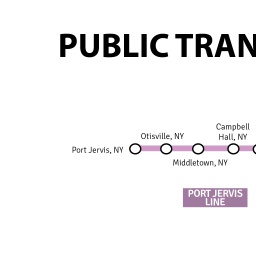 PUBLIC TRAN
Campbell
Hall, NY
Otisville, NY
Port Jervis, NY
Middletown, NY
PORT JERVIS
LINE